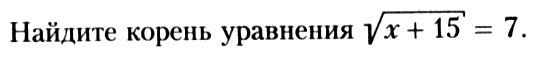 Найдите корень уравнения √x + 15 = 7.